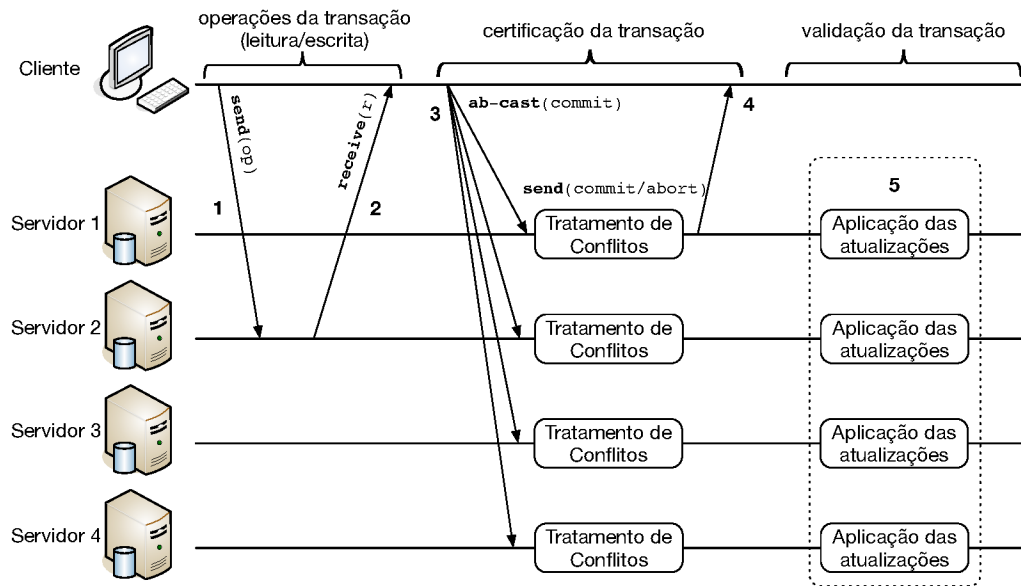 operações da transação
(leitura/escrita)
certificação da transação
validação da transação
Cliente
send(op)
receive(r)
3
ab-cast(commit)
4
send(commit/abort)
5
1
2
Servidor 1
Tratamento de
Conflitos
Aplicação das
atualizações
Servidor 2
Tratamento de
Conflitos
Aplicação das
atualizações
Servidor 3
Tratamento de
Conflitos
Aplicação das
atualizações
Servidor 4
Tratamento de
Conflitos
Aplicação das
atualizações